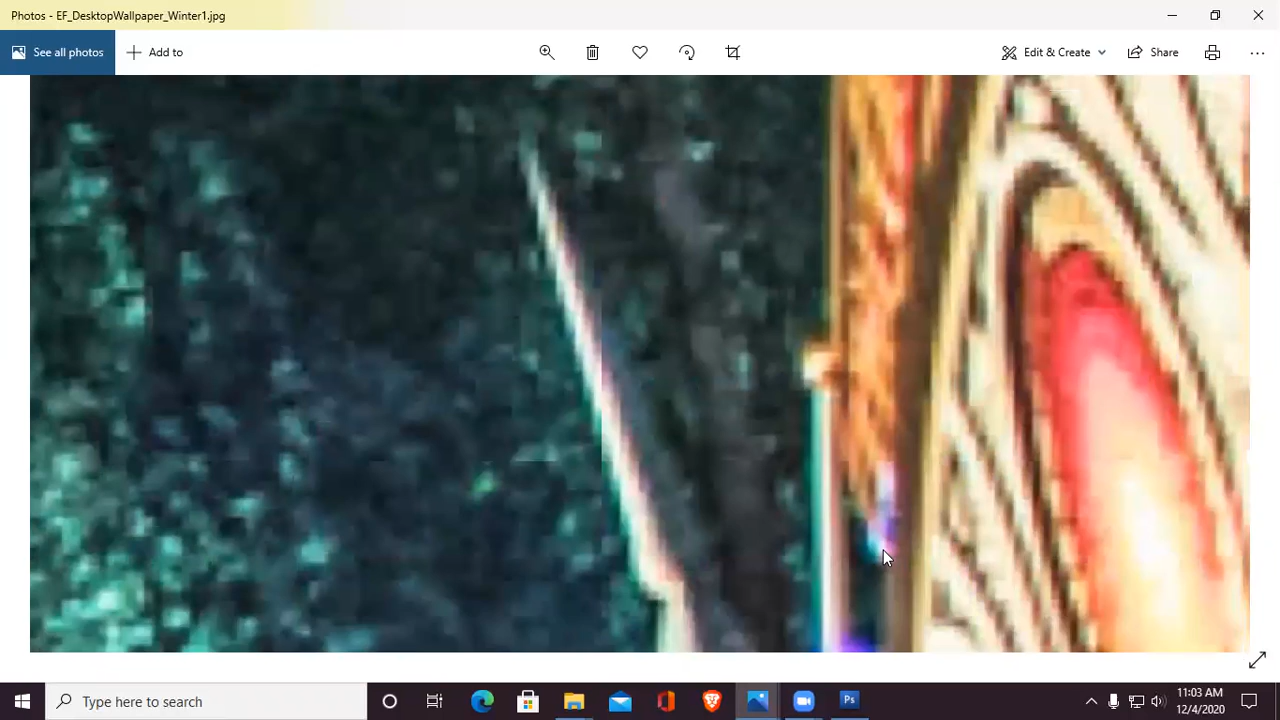 Photos - EF_DesktopWallpaper_Winter1.jpg
See all photos
Add to
Edit & Create
Share
Type here to search
Ps
11:03 AM
12/4/2020